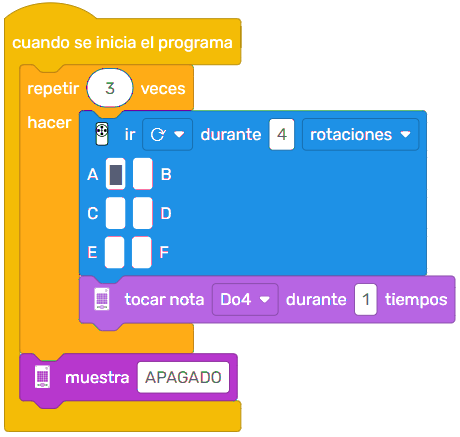 cuando se inicia el programa
repetir 3 veces
hacer
ir durante 4 rotaciones
A B
C D
E F
tocar nota Do4 durante 1 tiempos
muestra APAGADO